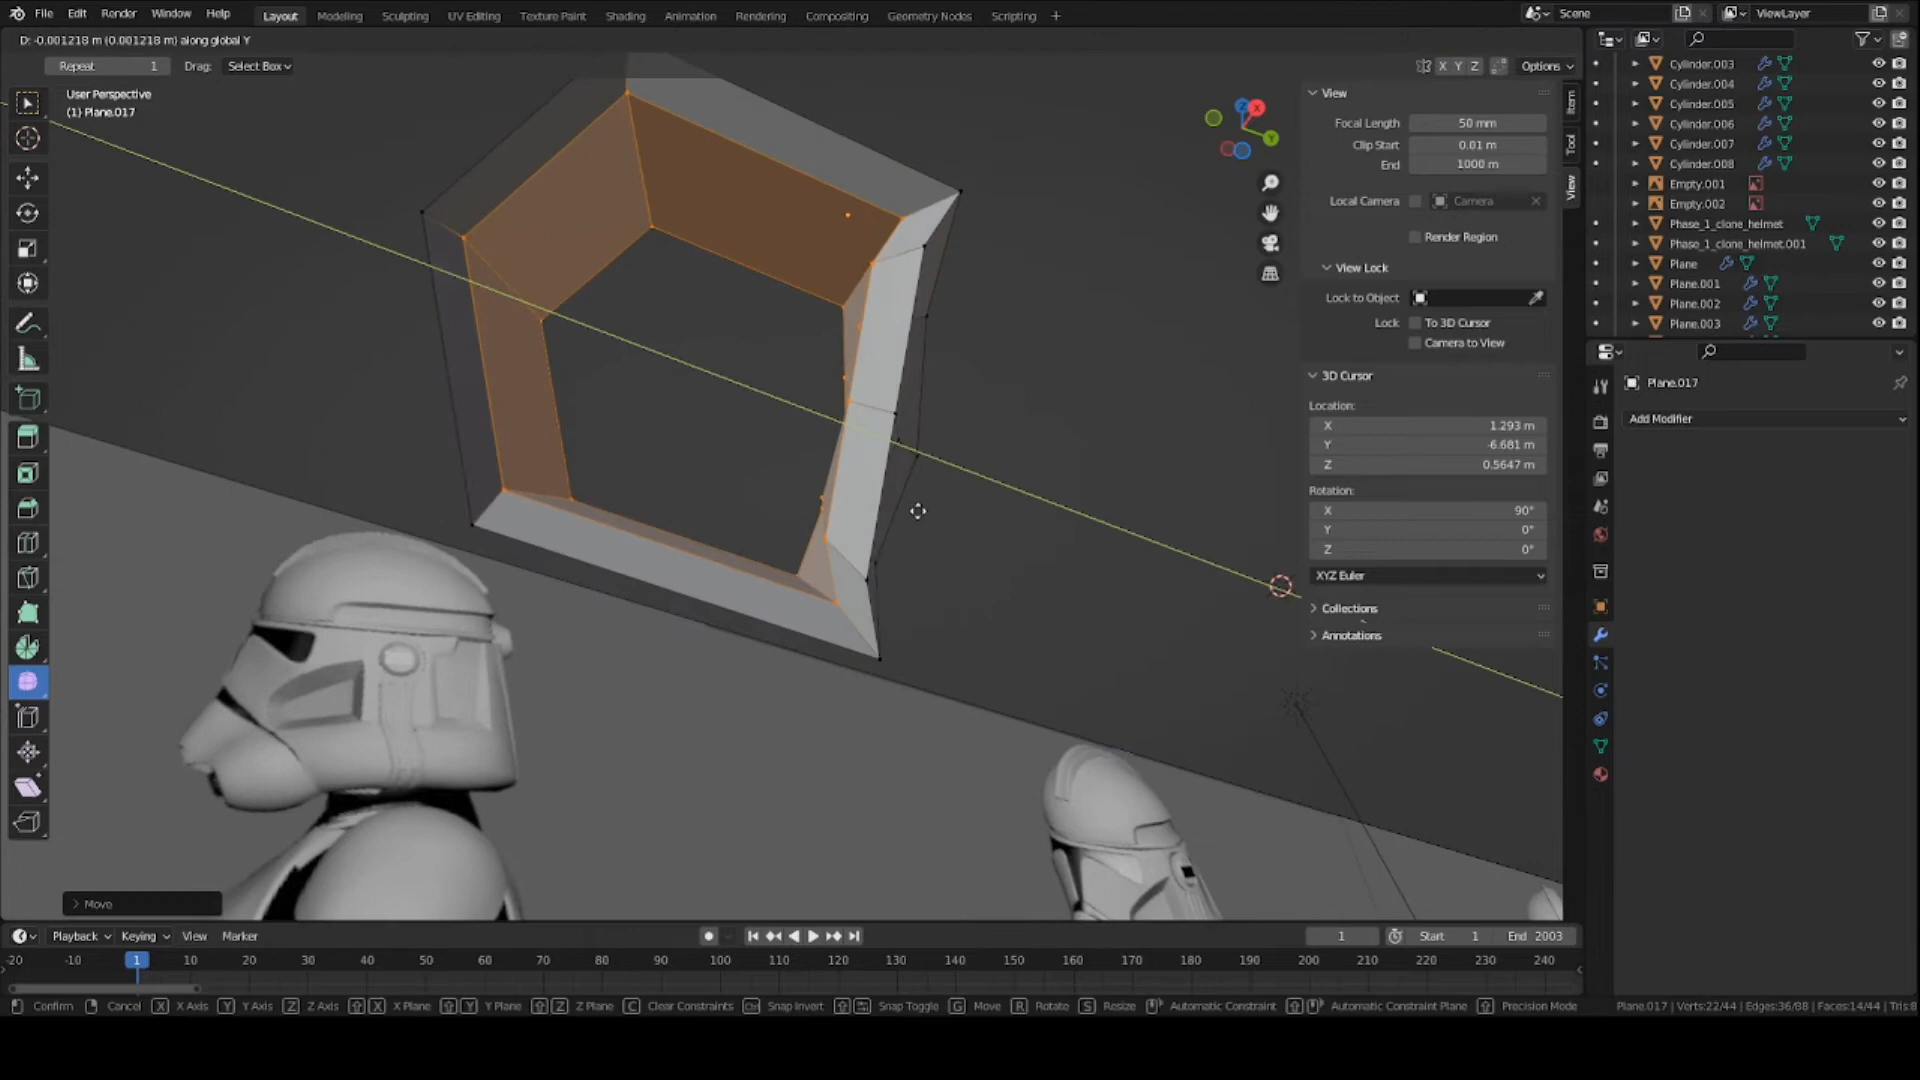 File Edit Render Window Help Layout Modeling Sculpting UV Editing Texture Paint Shading Animation Rendering Compositing Geometry Nodes Scripting + Scene ViewLayer
D: -0.001218 m (0.001218 m) along global Y
Repeat 1 Drag: Select Box X Y Z Options
User Perspective
(1) Plane.017
View
Focal Length 50 mm
Clip Start 0.01 m
End 1000 m
Local Camera Camera
Render Region
View Lock
Lock to Object
Lock To 3D Cursor
Camera to View
3D Cursor
Location:
X 1.293 m
Y -6.681 m
Z 0.5647 m
Rotation:
X 90°
Y 0°
Z 0°
XYZ Euler
Collections
Annotations
Item
Tool
View
Z X Y
Cylinder.003
Cylinder.004
Cylinder.005
Cylinder.006
Cylinder.007
Cylinder.008
Empty.001
Empty.002
Phase_1_clone_helmet
Phase_1_clone_helmet.001
Plane
Plane.001
Plane.002
Plane.003
Plane.017
Add Modifier
Move
Playback Keying View Marker 1 Start 1 End 2003
-20 -10 1 10 20 30 40 50 60 70 80 90 100 110 120 130 140 150 160 170 180 190 200 210 220 230 240
Confirm Cancel X X Axis Y Y Axis Z Z Axis X X Plane Y Y Plane Z Z Plane C Clear Constraints Ctrl Snap Invert Snap Toggle G Move R Rotate S Resize Automatic Constraint Automatic Constraint Plane Precision Mode Plane.017 | Verts:22/44 | Edges:36/88 | Faces:14/44 | Tris:8